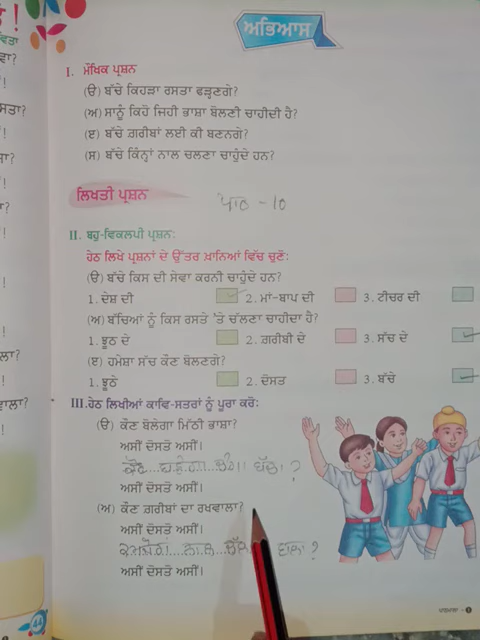 ਅਭਿਆਸ
I. ਮੌਖਿਕ ਪ੍ਰਸ਼ਨ
(ੳ) ਬੱਚੇ ਕਿਹੜਾ ਰਸਤਾ ਫੜ੍ਹਣਗੇ?
(ਅ) ਸਾਨੂੰ ਕਿਹੋ ਜਿਹੀ ਭਾਸ਼ਾ ਬੋਲਣੀ ਚਾਹੀਦੀ ਹੈ?
(ੲ) ਬੱਚੇ ਗ਼ਰੀਬਾਂ ਲਈ ਕੀ ਬਣਨਗੇ?
(ਸ) ਬੱਚੇ ਕਿੰਨ੍ਹਾਂ ਨਾਲ ਚਲਣਾ ਚਾਹੁੰਦੇ ਹਨ?
ਲਿਖਤੀ ਪ੍ਰਸ਼ਨ
ਪਾਠ - 10
II. ਬਹੁ-ਵਿਕਲਪੀ ਪ੍ਰਸ਼ਨ:
ਹੇਠ ਲਿਖੇ ਪ੍ਰਸ਼ਨਾਂ ਦੇ ਉੱਤਰ ਖ਼ਾਨਿਆਂ ਵਿੱਚ ਚੁਣੋ:
(ੳ) ਬੱਚੇ ਕਿਸ ਦੀ ਸੇਵਾ ਕਰਨੀ ਚਾਹੁੰਦੇ ਹਨ?
1. ਦੇਸ਼ ਦੀ 2. ਮਾਂ-ਬਾਪ ਦੀ 3. ਟੀਚਰ ਦੀ
(ਅ) ਬੱਚਿਆਂ ਨੂੰ ਕਿਸ ਰਸਤੇ 'ਤੇ ਚੱਲਣਾ ਚਾਹੀਦਾ ਹੈ?
1. ਝੂਠ ਦੇ 2. ਗ਼ਰੀਬੀ ਦੇ 3. ਸੱਚ ਦੇ
(ੲ) ਹਮੇਸ਼ਾ ਸੱਚ ਕੌਣ ਬੋਲਣਗੇ?
1. ਝੂਠੇ 2. ਦੋਸਤ 3. ਬੱਚੇ
III. ਹੇਠ ਲਿਖੀਆਂ ਕਾਵਿ-ਸਤਰਾਂ ਨੂੰ ਪੂਰਾ ਕਰੋ:
(ੳ) ਕੌਣ ਬੋਲੇਗਾ ਮਿੱਠੀ ਭਾਸ਼ਾ?
ਅਸੀਂ ਦੋਸਤੋ ਅਸੀਂ।
ਕੌਣ
ਅਸੀਂ ਦੋਸਤੋ ਅਸੀਂ।
(ਅ) ਕੌਣ ਗ਼ਰੀਬਾਂ ਦਾ ਰਖਵਾਲਾ?
ਅਸੀਂ ਦੋਸਤੋ ਅਸੀਂ।
ਨਾਲ
ਅਸੀਂ ਦੋਸਤੋ ਅਸੀਂ।
44